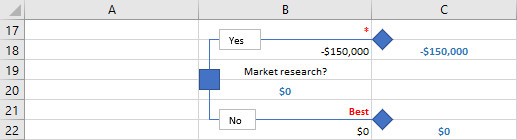 A B C
17 *
Yes
18 -$150,000 -$150,000
19 Market research?
20 $0
21 Best
No
22 $0 $0